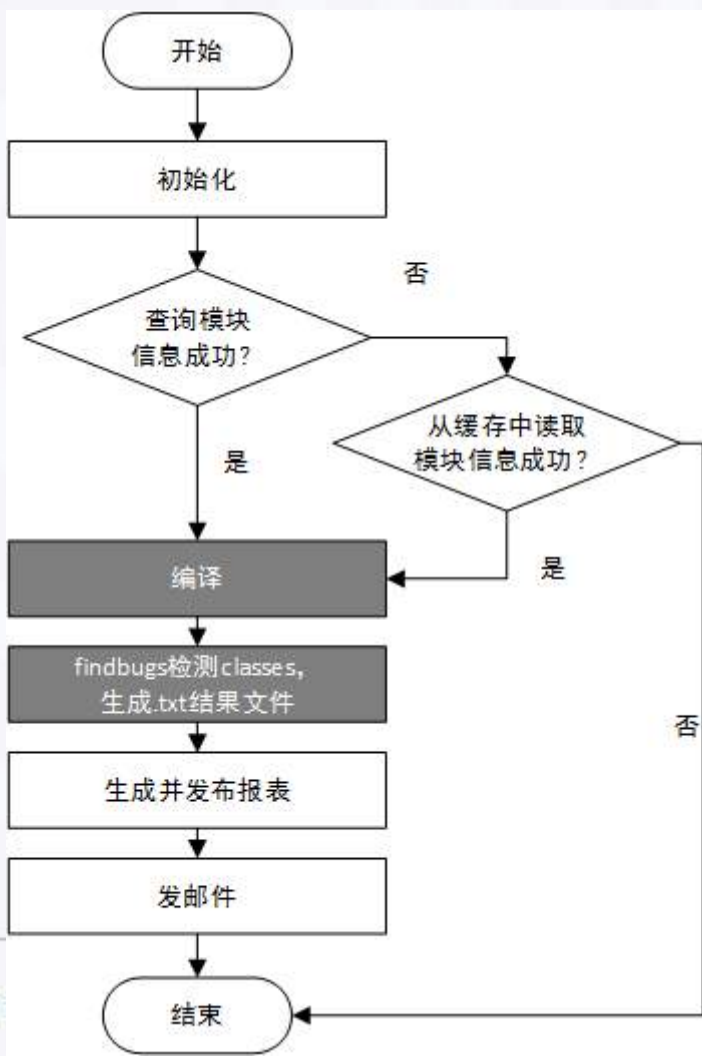 开始
初始化
否
查询模块
信息成功？
从缓存中读取
模块信息成功？
是
是
编译
findbugs检测classes，
生成.txt结果文件
否
生成并发布报表
发邮件
结束